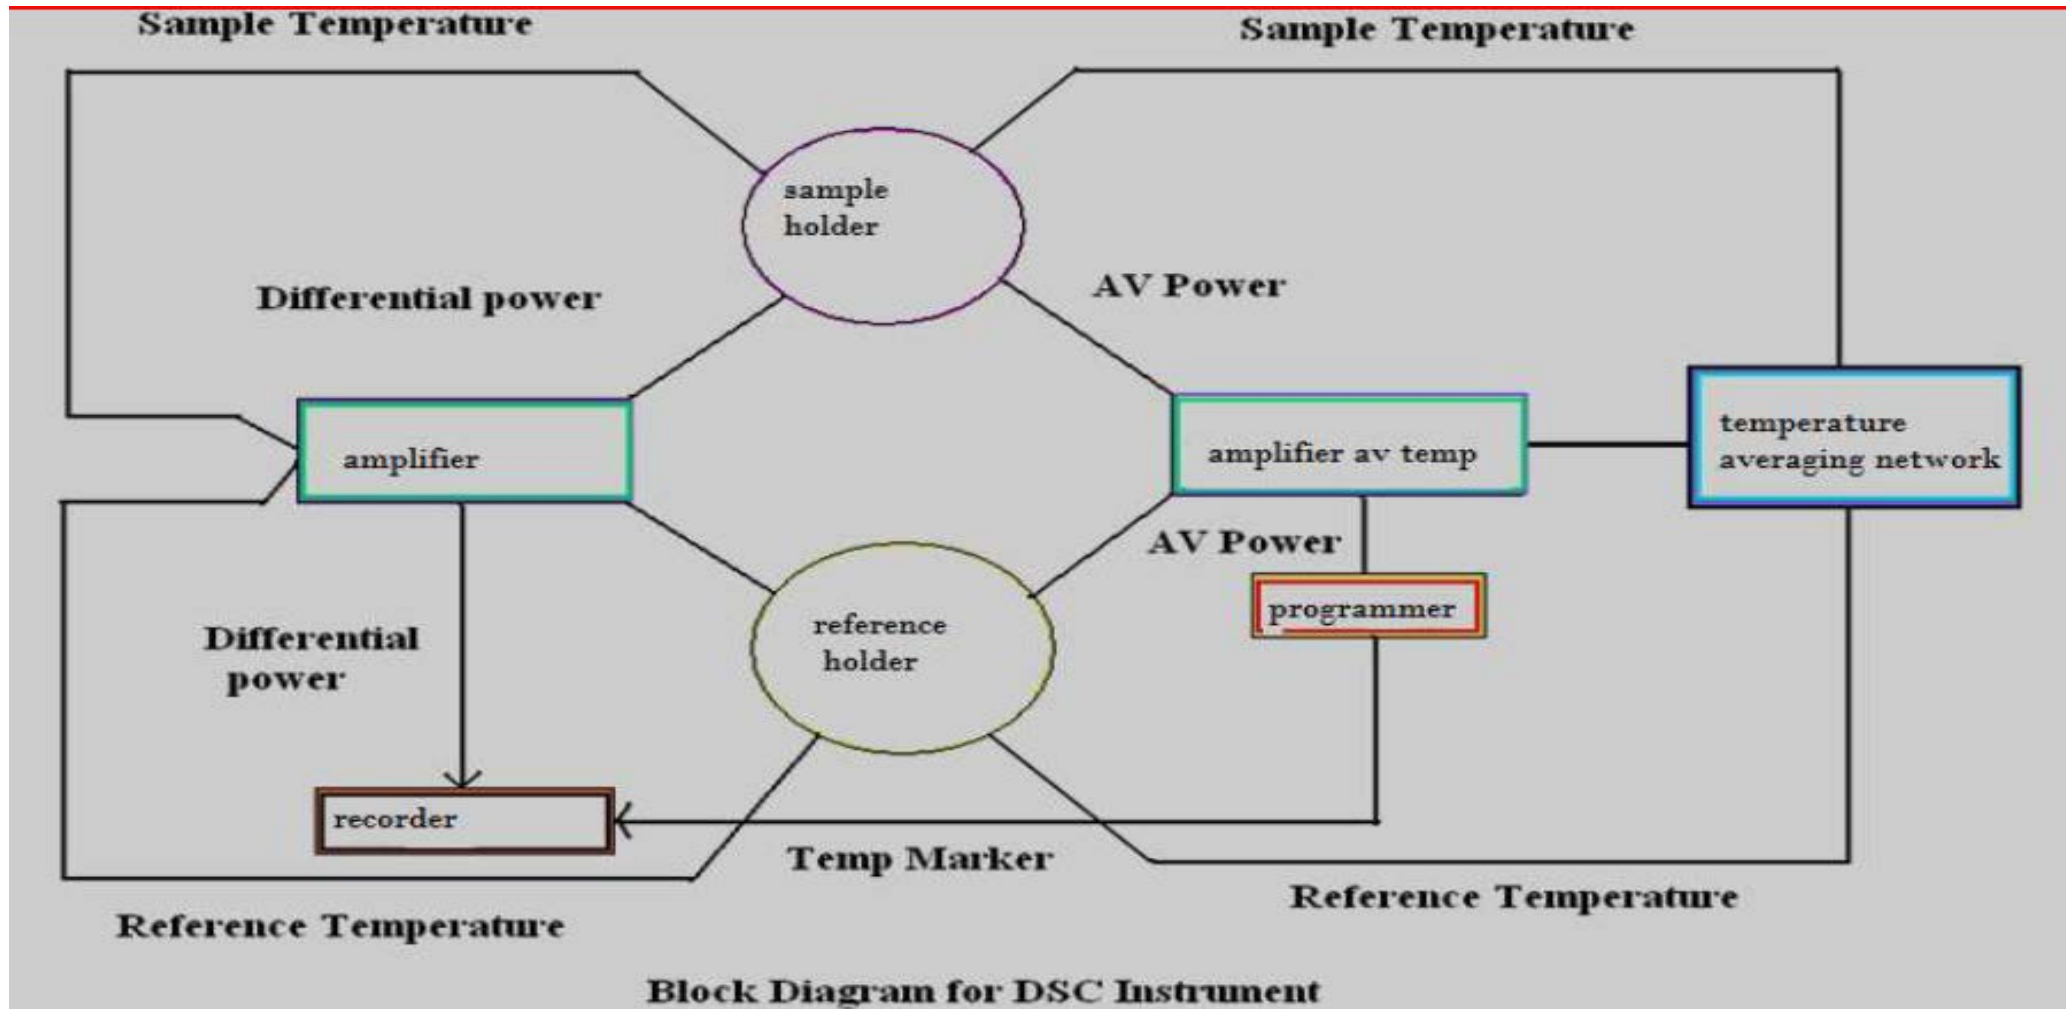 Sample Temperature
Sample Temperature
sample
holder
Differential power
AV Power
amplifier
amplifier av temp
temperature
averaging network
AV Power
programmer
reference
holder
Differential
power
recorder
Temp Marker
Reference Temperature
Reference Temperature
Block Diagram for DSC Instrument